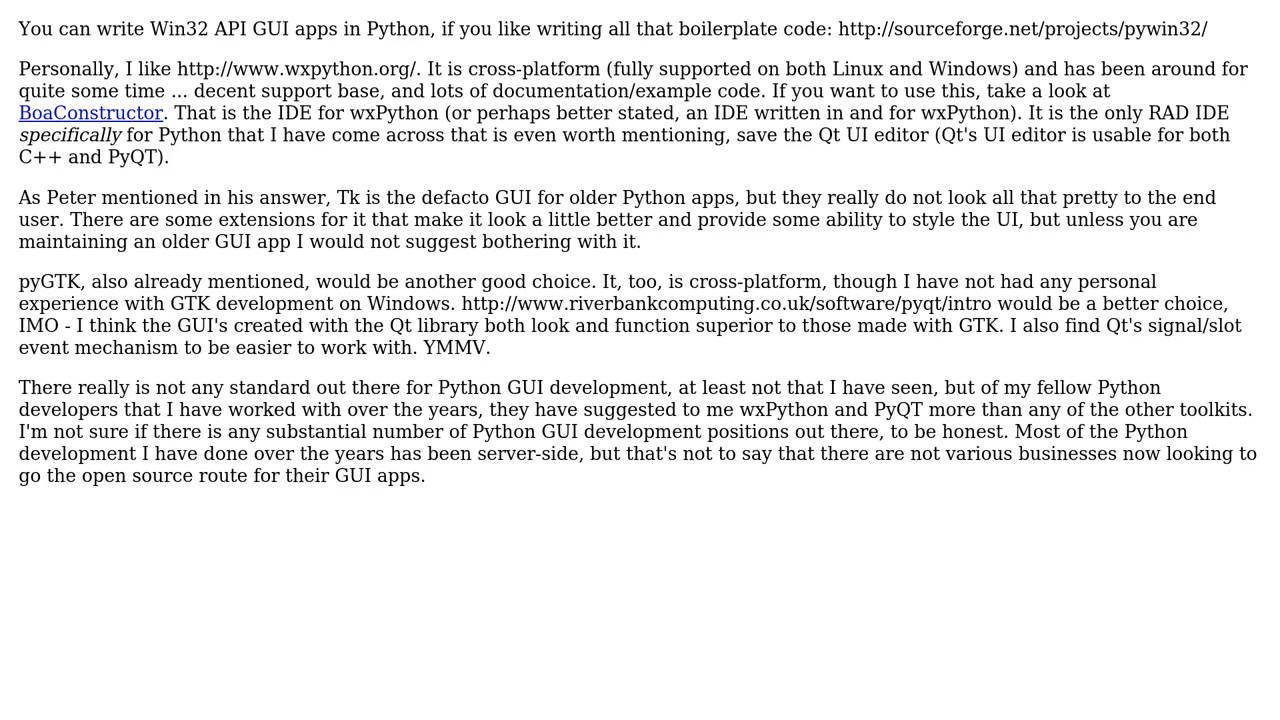 You can write Win32 API GUI apps in Python, if you like writing all that boilerplate code: http://sourceforge.net/projects/pywin32/
Personally, I like http://www.wxpython.org/. It is cross-platform (fully supported on both Linux and Windows) and has been around for
quite some time ... decent support base, and lots of documentation/example code. If you want to use this, take a look at
BoaConstructor. That is the IDE for wxPython (or perhaps better stated, an IDE written in and for wxPython). It is the only RAD IDE
specifically for Python that I have come across that is even worth mentioning, save the Qt UI editor (Qt's UI editor is usable for both
C++ and PyQT).
As Peter mentioned in his answer, Tk is the defacto GUI for older Python apps, but they really do not look all that pretty to the end
user. There are some extensions for it that make it look a little better and provide some ability to style the UI, but unless you are
maintaining an older GUI app I would not suggest bothering with it.
pyGTK, also already mentioned, would be another good choice. It, too, is cross-platform, though I have not had any personal
experience with GTK development on Windows. http://www.riverbankcomputing.co.uk/software/pyqt/intro would be a better choice,
IMO - I think the GUI's created with the Qt library both look and function superior to those made with GTK. I also find Qt's signal/slot
event mechanism to be easier to work with. YMMV.
There really is not any standard out there for Python GUI development, at least not that I have seen, but of my fellow Python
developers that I have worked with over the years, they have suggested to me wxPython and PyQT more than any of the other toolkits.
I'm not sure if there is any substantial number of Python GUI development positions out there, to be honest. Most of the Python
development I have done over the years has been server-side, but that's not to say that there are not various businesses now looking to
go the open source route for their GUI apps.